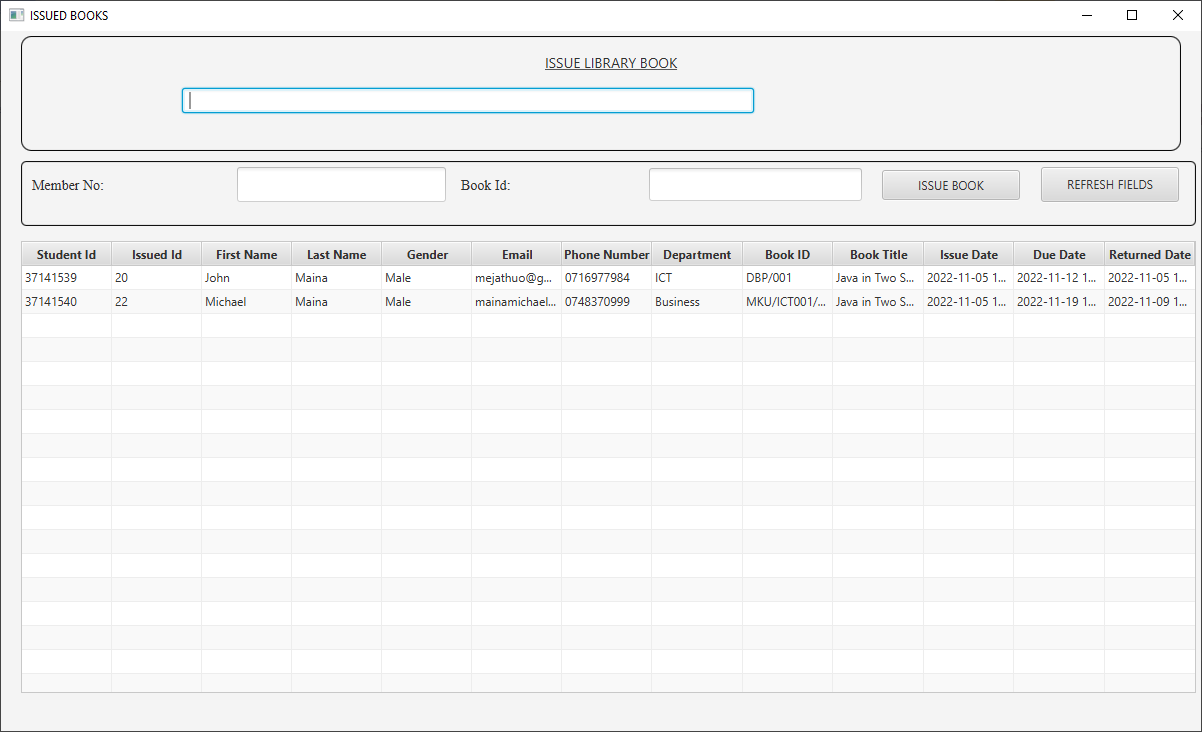 ISSUED BOOKS
ISSUE LIBRARY BOOK
Member No: Book Id: ISSUE BOOK REFRESH FIELDS
Student Id Issued Id First Name Last Name Gender Email Phone Number Department Book ID Book Title Issue Date Due Date Returned Date
37141539 20 John Maina Male mejathuo@g... 0716977984 ICT DBP/001 Java in Two S... 2022-11-05 1... 2022-11-12 1... 2022-11-05 1...
37141540 22 Michael Maina Male mainamichael... 0748370999 Business MKU/ICT001/... Java in Two S... 2022-11-05 1... 2022-11-19 1... 2022-11-09 1...